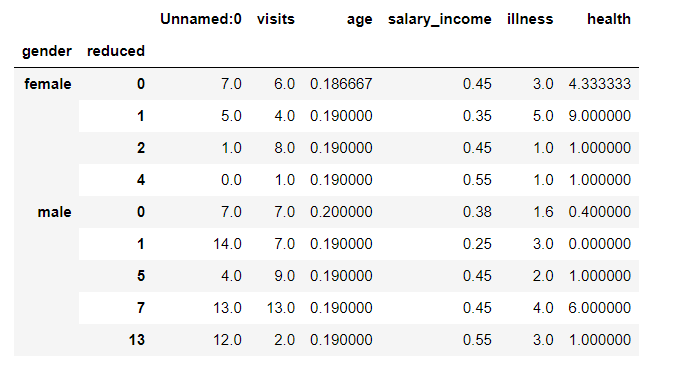 Unnamed:0 visits age salary_income illness health
gender reduced
female 0 7.0 6.0 0.186667 0.45 3.0 4.333333
1 5.0 4.0 0.190000 0.35 5.0 9.000000
2 1.0 8.0 0.190000 0.45 1.0 1.000000
4 0.0 1.0 0.190000 0.55 1.0 1.000000
male 0 7.0 7.0 0.200000 0.38 1.6 0.400000
1 14.0 7.0 0.190000 0.25 3.0 0.000000
5 4.0 9.0 0.190000 0.45 2.0 1.000000
7 13.0 13.0 0.190000 0.45 4.0 6.000000
13 12.0 2.0 0.190000 0.55 3.0 1.000000